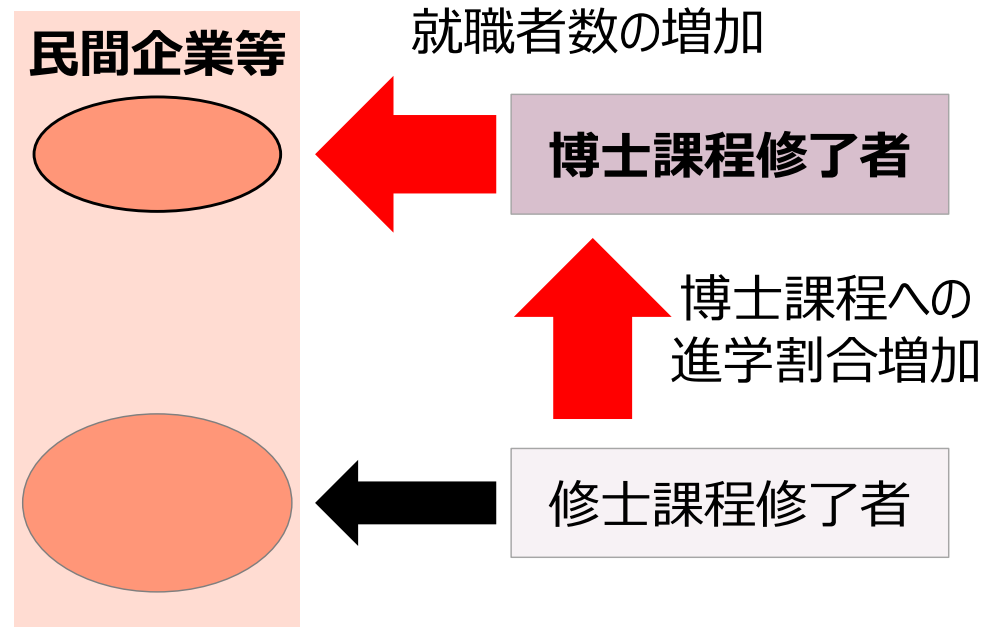 就職者数の増加
民間企業等
博士課程修了者
博士課程への
進学割合増加
修士課程修了者